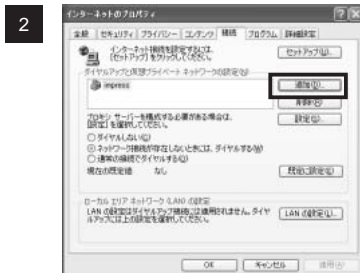 2
インターネットのプロパティ
全般 セキュリティ プライバシー コンテンツ 接続 プログラム 詳細設定
インターネット接続を設定するには、
[セットアップ] をクリックしてください。
セットアップ(U)...
ダイヤルアップと仮想プライベート ネットワークの設定(N)
impress
追加(D)...
削除(R)
プロキシ サーバーを構成する必要がある場合は、
[設定] を選択してください。
設定(S)...
ダイヤルしない(C)
ネットワーク接続が存在しないときには、ダイヤルする(W)
通常の接続でダイヤルする(O)
現在の既定値 なし
既定に設定(E)
ローカル エリア ネットワーク (LAN) の設定
LAN の設定はダイヤルアップ接続には適用されません。ダイヤ
ルアップには上の設定を選択してください。
LAN の設定(L)...
OK キャンセル 適用(A)